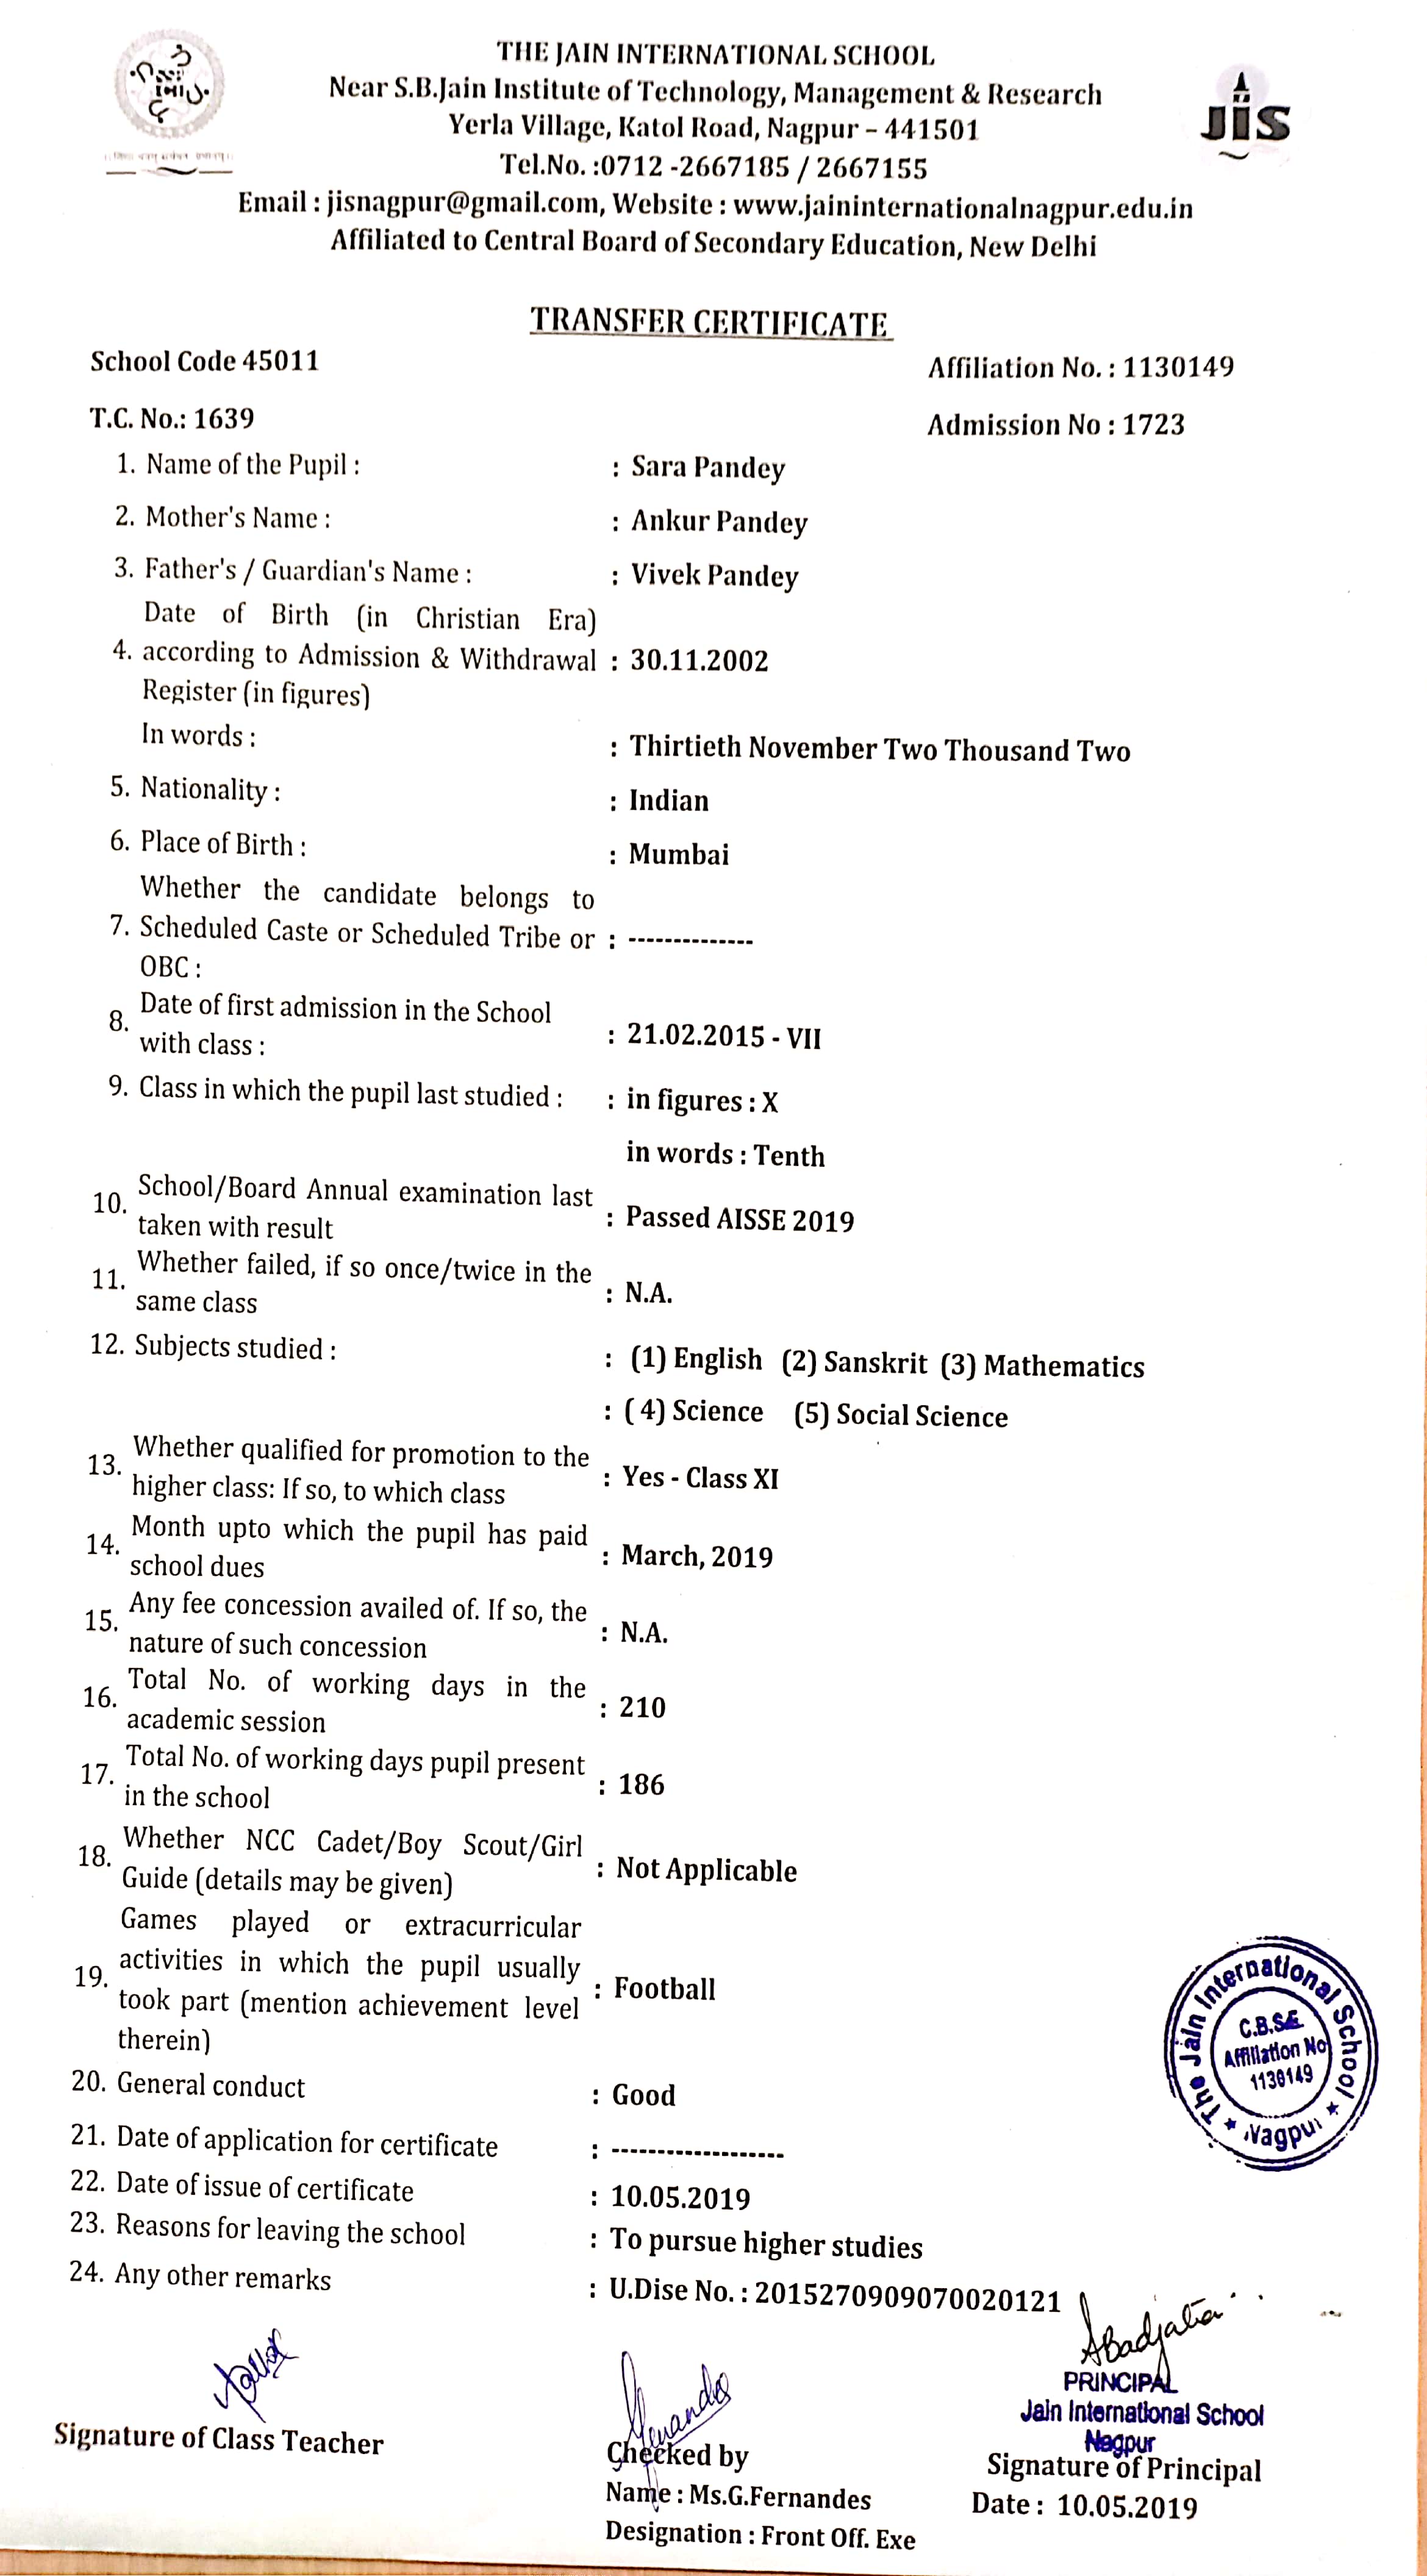 THE JAIN INTERNATIONAL SCHOOL
Near S.B.Jain Institute of Technology, Management & Research
Yerla Village, Katol Road, Nagpur – 441501
Tel.No. :0712 -2667185 / 2667155
Email : jisnagpur@gmail.com, Website : www.jaininternationalnagpur.edu.in
Affiliated to Central Board of Secondary Education, New Delhi
JIS
TRANSFER CERTIFICATE
School Code 45011 Affiliation No. : 1130149
T.C. No.: 1639 Admission No : 1723
1. Name of the Pupil : : Sara Pandey
2. Mother's Name : : Ankur Pandey
3. Father's / Guardian's Name : : Vivek Pandey
Date of Birth (in Christian Era)
4. according to Admission & Withdrawal : 30.11.2002
Register (in figures)
In words : : Thirtieth November Two Thousand Two
5. Nationality : : Indian
6. Place of Birth : : Mumbai
Whether the candidate belongs to
7. Scheduled Caste or Scheduled Tribe or : --------------
OBC :
8. Date of first admission in the School
with class : : 21.02.2015 - VII
9. Class in which the pupil last studied : : in figures : X
in words : Tenth
10. School/Board Annual examination last
taken with result : Passed AISSE 2019
11. Whether failed, if so once/twice in the
same class : N.A.
12. Subjects studied : : (1) English (2) Sanskrit (3) Mathematics
: ( 4) Science (5) Social Science
13. Whether qualified for promotion to the
higher class: If so, to which class : Yes - Class XI
14. Month upto which the pupil has paid
school dues : March, 2019
15. Any fee concession availed of. If so, the
nature of such concession : N.A.
16. Total No. of working days in the
academic session : 210
17. Total No. of working days pupil present
in the school : 186
18. Whether NCC Cadet/Boy Scout/Girl
Guide (details may be given) : Not Applicable
Games played or extracurricular
19. activities in which the pupil usually : Football
took part (mention achievement level
therein)
The Jain International School
Nagpur
C.B.S.E
Affiliation No
1130149
20. General conduct : Good
21. Date of application for certificate : -------------------
22. Date of issue of certificate : 10.05.2019
23. Reasons for leaving the school : To pursue higher studies
24. Any other remarks : U.Dise No. : 2015270909070020121
PRINCIPAL
Jain International School
Nagpur
Signature of Class Teacher
Fernandes
Checked by
Signature of Principal
Name : Ms.G.Fernandes
Date : 10.05.2019
Designation : Front Off. Exe